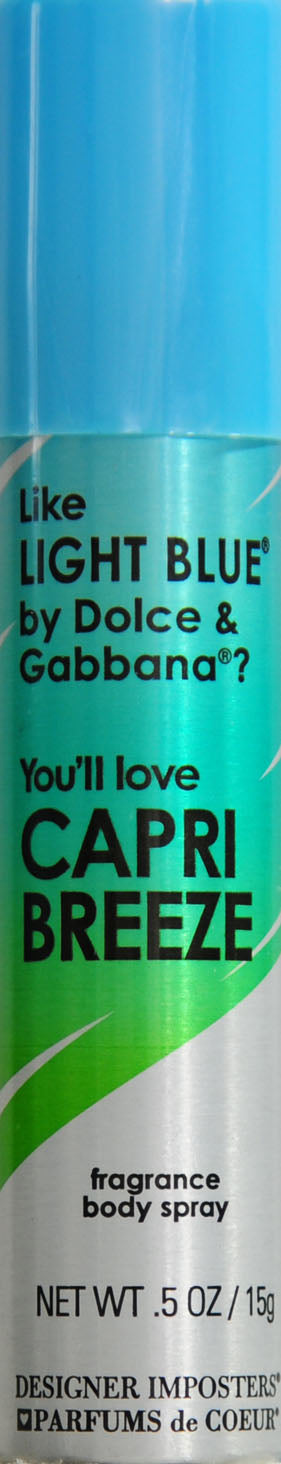 Like
LIGHT BLUE®
by Dolce &
Gabbana®?
You'll love
CAPRI
BREEZE
fragrance
body spray
NET WT .5 OZ / 15g
DESIGNER IMPOSTERS®
PARFUMS de COEUR®